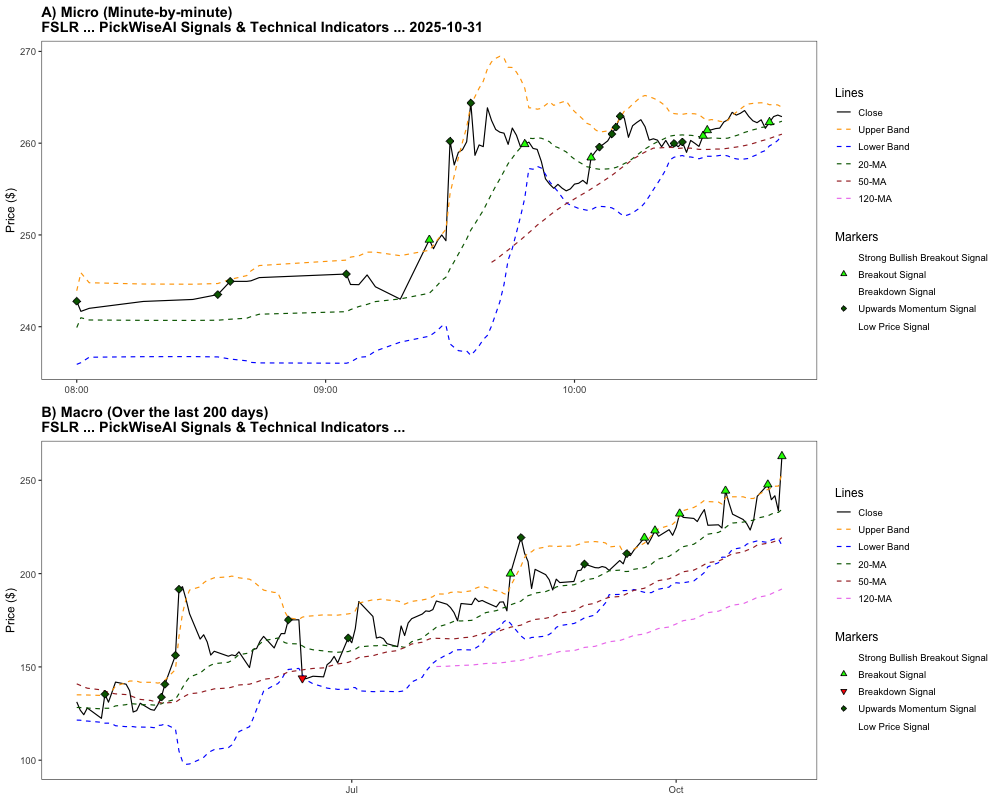 A) Micro (Minute-by-minute)
FSLR ... PickWiseAI Signals & Technical Indicators ... 2025-10-31
Price ($)
270
260
250
240
08:00
09:00
10:00
Lines
Close
Upper Band
Lower Band
20-MA
50-MA
120-MA
Markers
Strong Bullish Breakout Signal
Breakout Signal
Breakdown Signal
Upwards Momentum Signal
Low Price Signal
B) Macro (Over the last 200 days)
FSLR ... PickWiseAI Signals & Technical Indicators ...
Price ($)
250
200
150
100
Jul
Oct
Lines
Close
Upper Band
Lower Band
20-MA
50-MA
120-MA
Markers
Strong Bullish Breakout Signal
Breakout Signal
Breakdown Signal
Upwards Momentum Signal
Low Price Signal